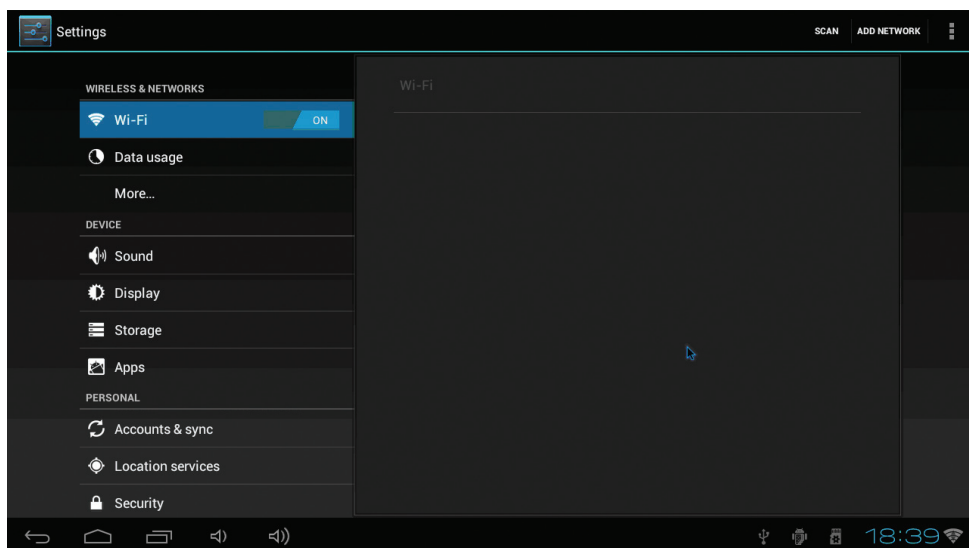 Settings
SCAN ADD NETWORK
WIRELESS & NETWORKS
Wi-Fi
Wi-Fi ON
Data usage
More...
DEVICE
Sound
Display
Storage
Apps
PERSONAL
Accounts & sync
Location services
Security
18:39